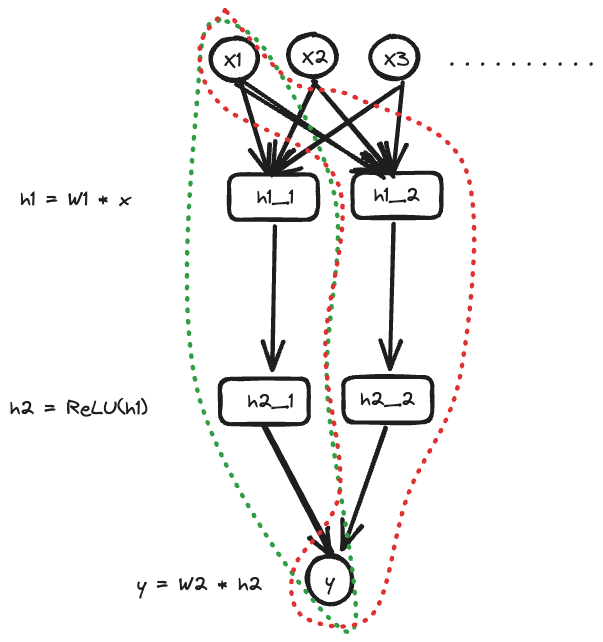 x1 x2 x3 . . . . . . . . . . .
h1 = W1 * x h1_1 h1_2
h2 = ReLU(h1) h2_1 h2_2
y = W2 * h2 y